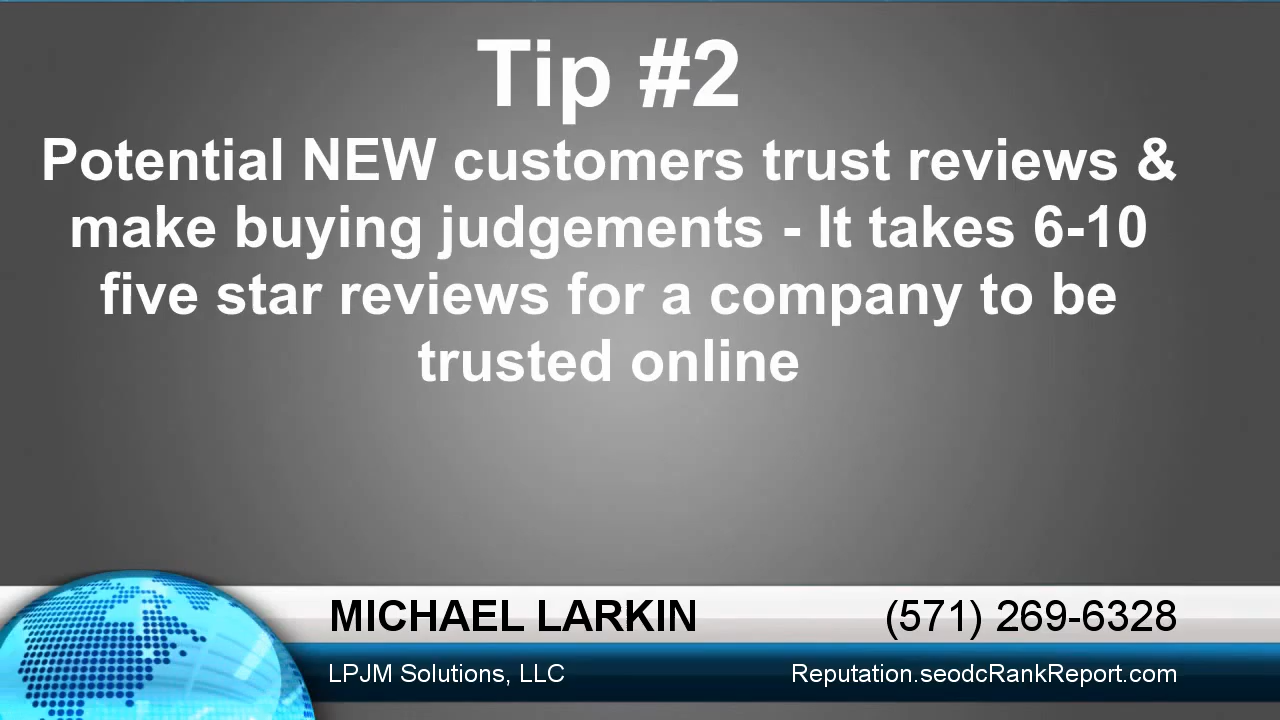 Tip #2
Potential NEW customers trust reviews &
make buying judgements - It takes 6-10
five star reviews for a company to be
trusted online
MICHAEL LARKIN
(571) 269-6328
LPJM Solutions, LLC
Reputation.seodcRankReport.com